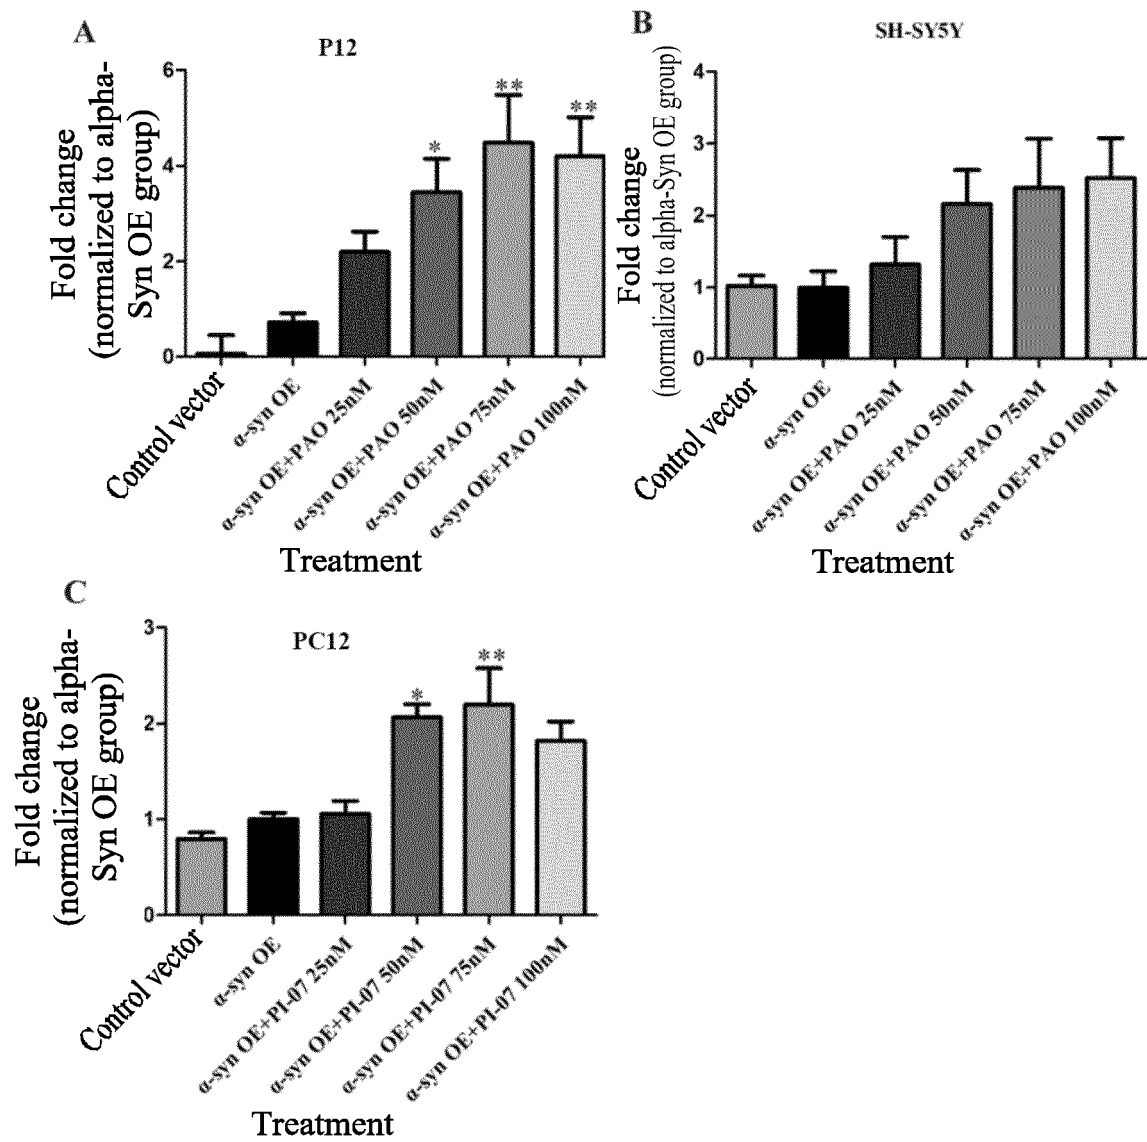 A
P12
Fold change
(normalized to alpha-
Syn OE group)
6
4
2
0
*
**
**
Control vector
α-syn OE
α-syn OE+PAO 25nM
α-syn OE+PAO 50nM
α-syn OE+PAO 75nM
α-syn OE+PAO 100nM
Treatment
B
SH-SY5Y
Fold change
(normalized to alpha-Syn OE group)
4
3
2
1
0
Control vector
α-syn OE
α-syn OE+PAO 25nM
α-syn OE+PAO 50nM
α-syn OE+PAO 75nM
α-syn OE+PAO 100nM
Treatment
C
PC12
Fold change
(normalized to alpha-
Syn OE group)
3
2
1
0
*
**
Control vector
α-syn OE
α-syn OE+PI-07 25nM
α-syn OE+PI-07 50nM
α-syn OE+PI-07 75nM
α-syn OE+PI-07 100nM
Treatment